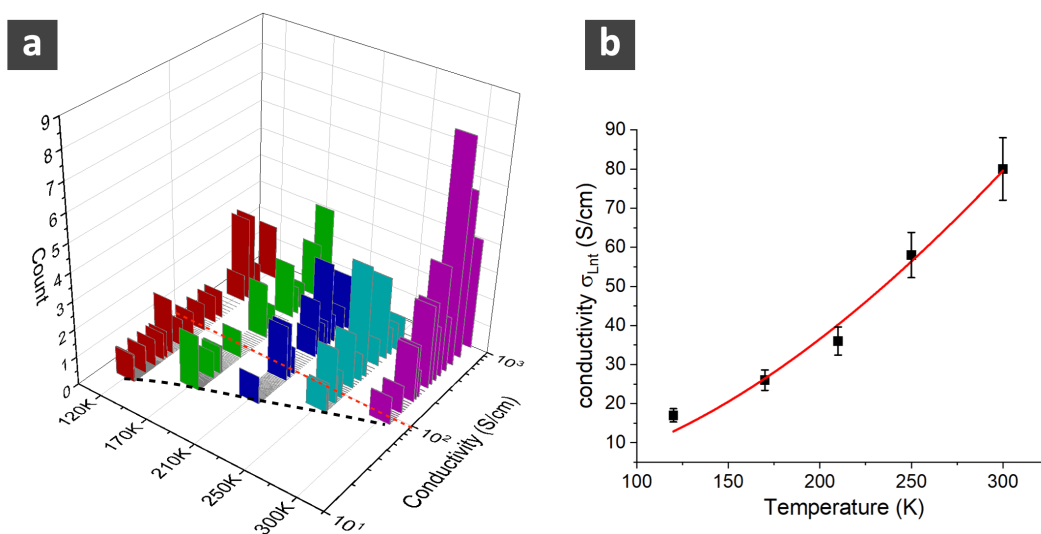 a
9
8
7
6
5
4
3
2
1
0
Count
120K
170K
210K
250K
300K
10¹
10²
10³
Conductivity (S/cm)
b
90
80
70
60
50
40
30
20
10
conductivity σLnt (S/cm)
100
150
200
250
300
Temperature (K)